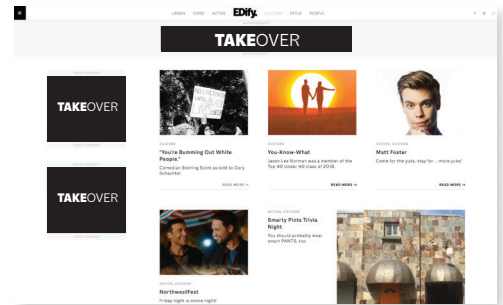 URBAN FOOD ACTIVE EDify. CULTURE STYLE PEOPLE
TAKEOVER
TAKEOVER
TAKEOVER
CULTURE
"You're Bumming Out White
People."
Comedian Sterling Scott as told to Cory
Schachtel
READ MORE →
CULTURE
You-Know-What
Jason Lee Norman was a member of the
Top 40 Under 40 class of 2018.
READ MORE →
ACTIVE, CULTURE
Matt Foster
Come for the yuks, stay for ... more yuks!
READ MORE →
ACTIVE, CULTURE
NorthwestFest
Friday night is movie night!
ACTIVE, CULTURE
Smarty Pints Trivia
Night
You should probably wear
smart PANTS, too.